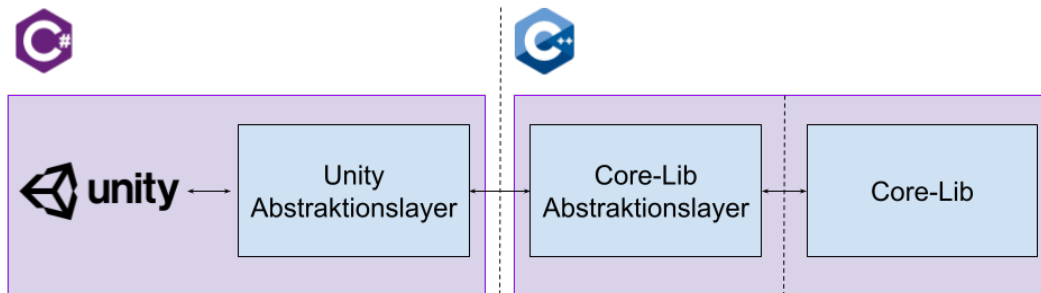 C#
C++
unity
Unity
Abstraktionslayer
Core-Lib
Abstraktionslayer
Core-Lib